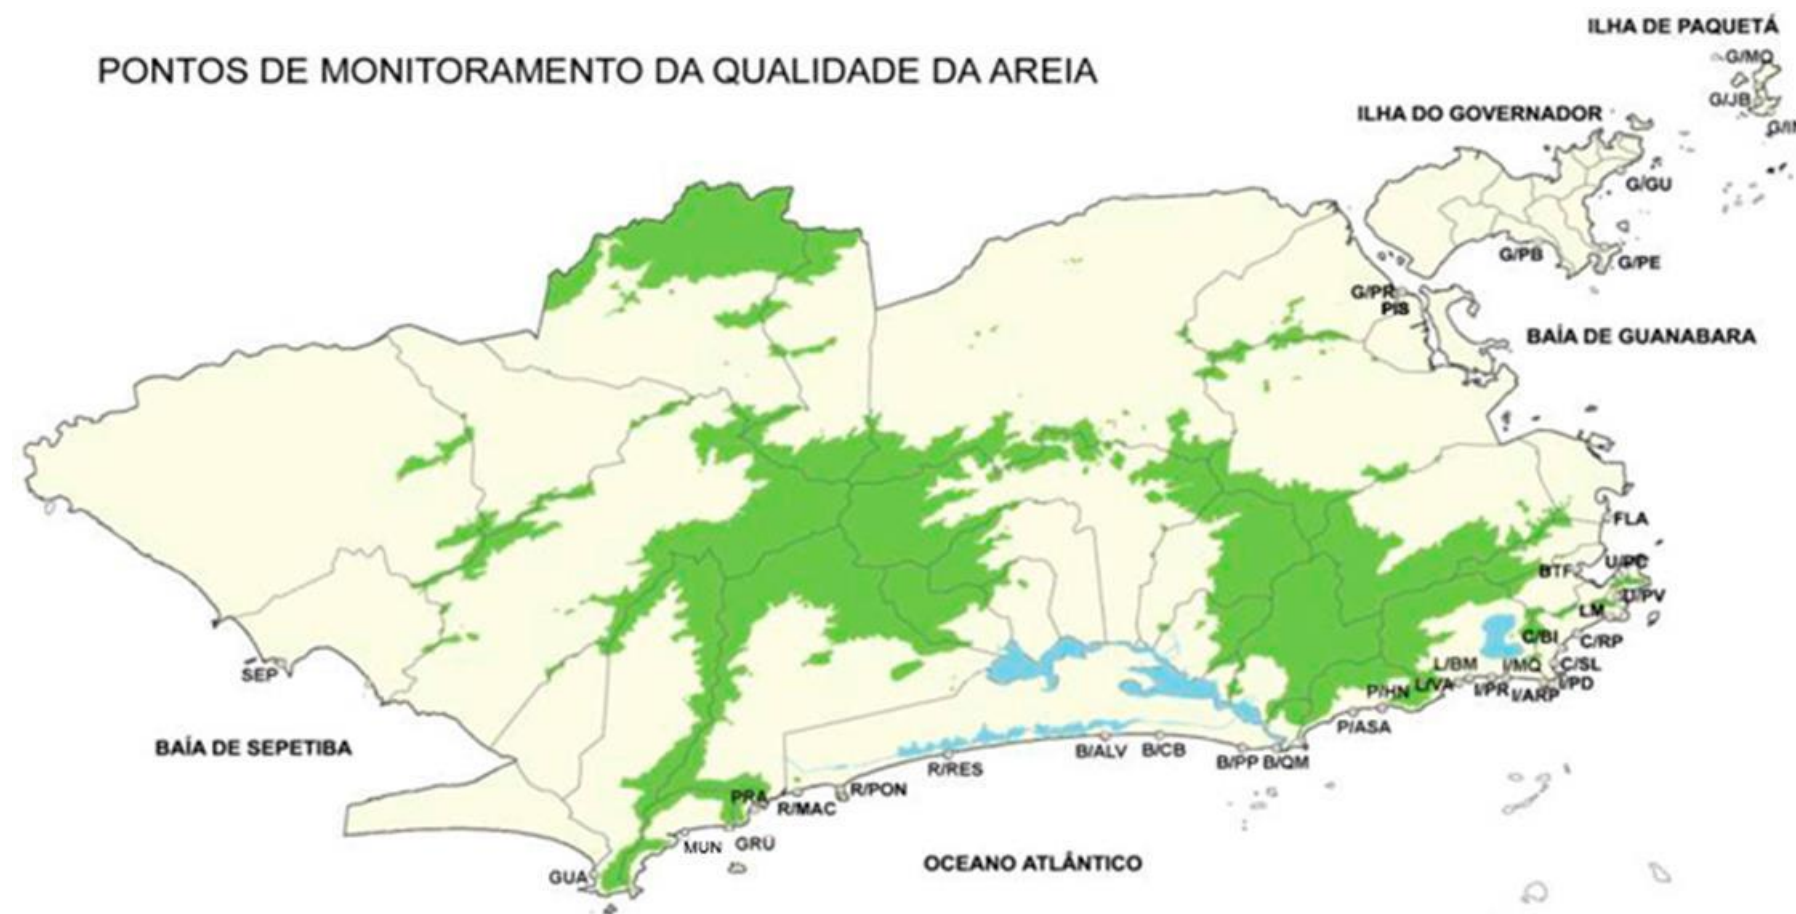 ILHA DE PAQUETÁ
G/MO
PONTOS DE MONITORAMENTO DA QUALIDADE DA AREIA
G/JB
ILHA DO GOVERNADOR
G/GU
G/PB
G/PE
G/PR
PIS
BAÍA DE GUANABARA
FLA
U/PC
BTF
U/PV
LM
C/BI
C/RP
L/BM
I/MQ
C/SL
SEP
P/HN
L/VA
I/PR
I/ARP
I/PD
P/ASA
BAÍA DE SEPETIBA
B/ALV
B/CB
R/RES
B/PP
B/QM
PRA
R/MAC
R/PON
MUN
GRU
OCEANO ATLÂNTICO
GUA